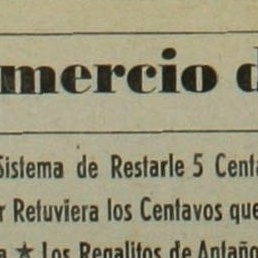 mercio d
Sistema de Restarle 5 Centa
r Retuviera los Centavos que
a ★ Los Regalitos de Antaño